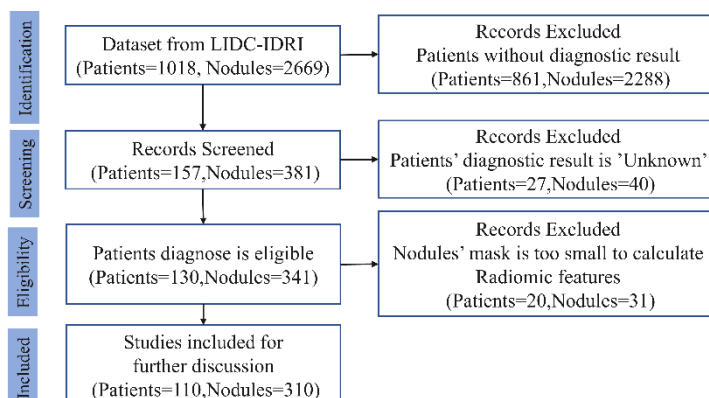 Identification
Dataset from LIDC-IDRI
(Patients=1018, Nodules=2669)
Records Excluded
Patients without diagnostic result
(Patients=861,Nodules=2288)
Screening
Records Screened
(Patients=157,Nodules=381)
Records Excluded
Patients’ diagnostic result is ’Unknown’
(Patients=27,Nodules=40)
Eligibility
Patients diagnose is eligible
(Patients=130,Nodules=341)
Records Excluded
Nodules’ mask is too small to calculate
Radiomic features
(Patients=20,Nodules=31)
Included
Studies included for
further discussion
(Patients=110,Nodules=310)